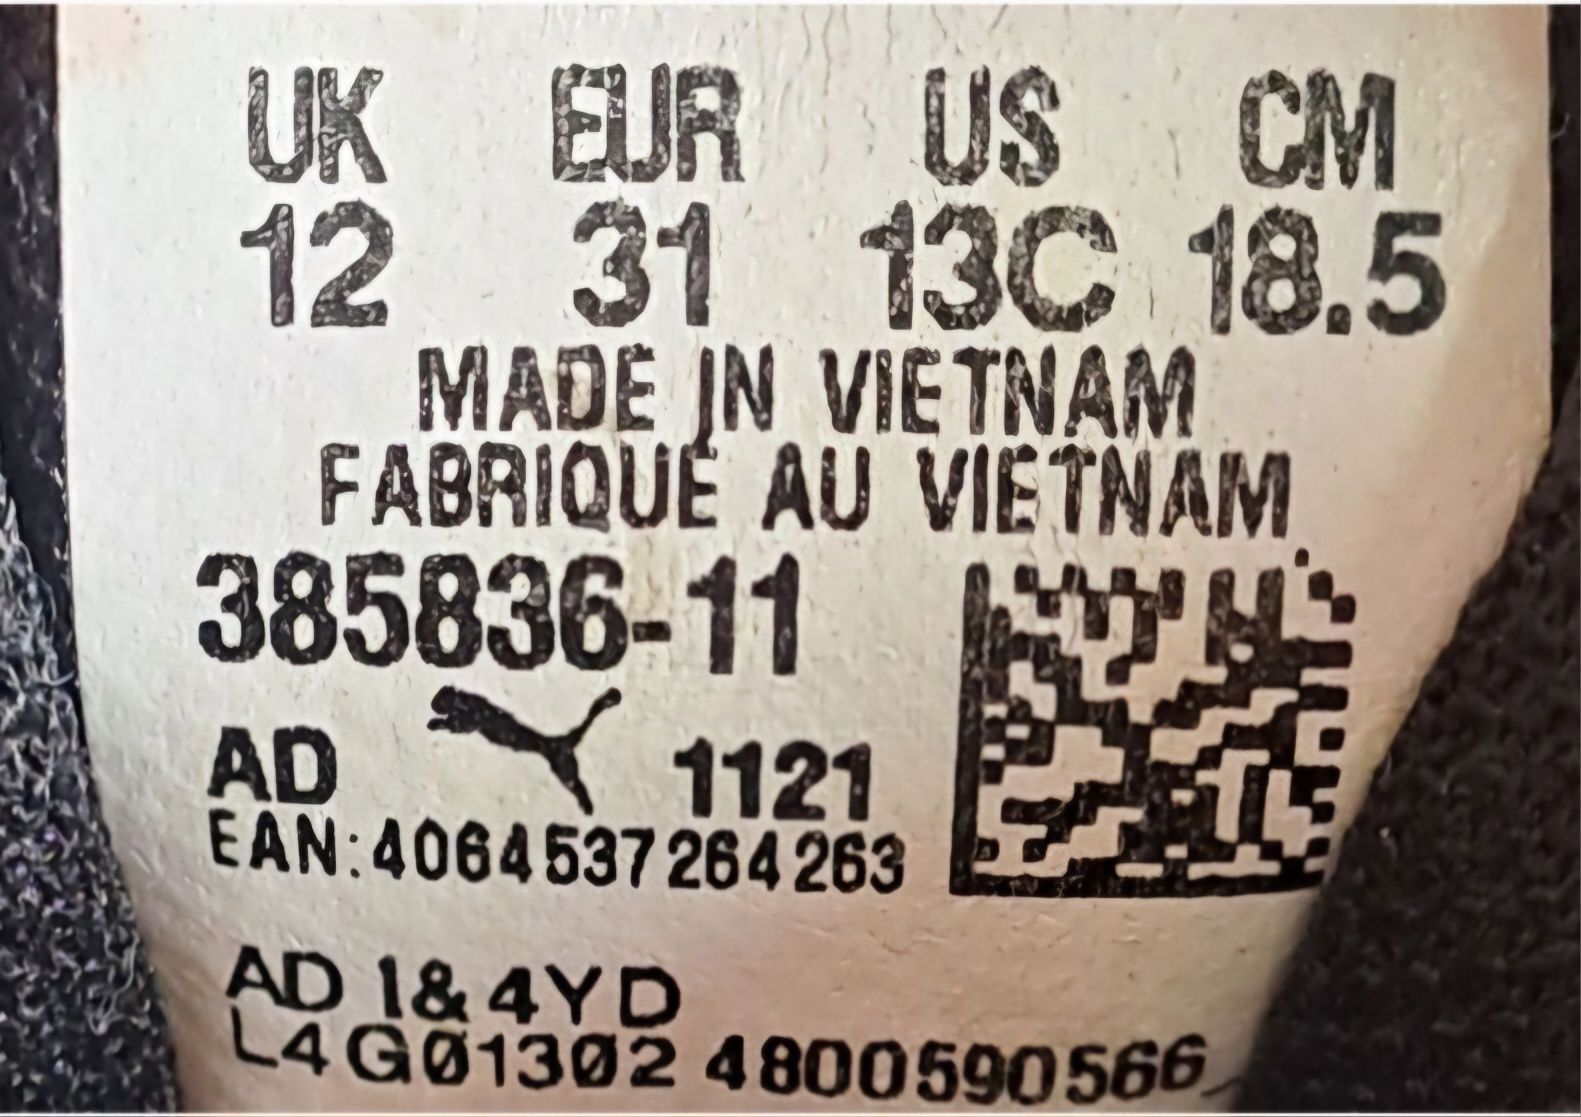 UK EUR US CM
12 31 13C 18.5
MADE IN VIETNAM
FABRIQUE AU VIETNAM
385836-11
AD 1121
EAN:4064537264263
AD I&4YD
L4G01302 4800590566